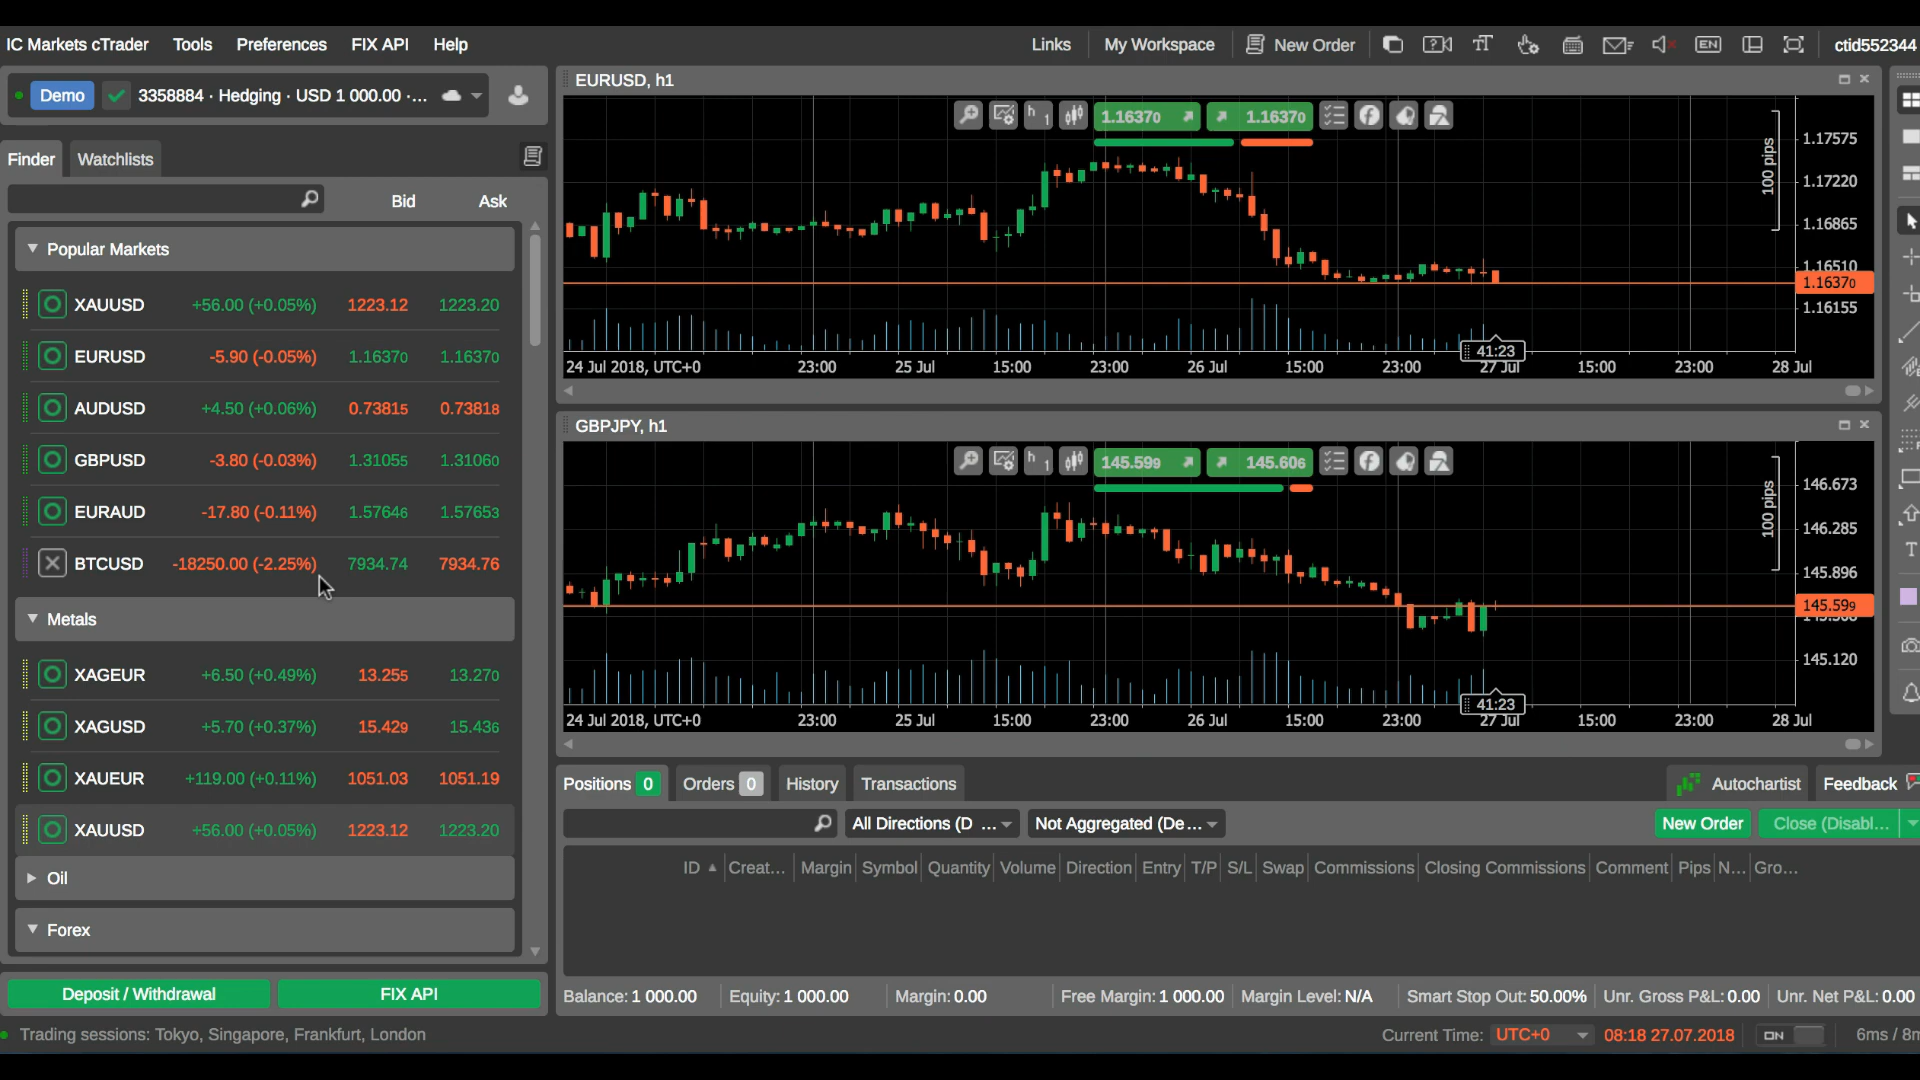 IC Markets cTrader Tools Preferences FIX API Help
Links My Workspace New Order EN ctid552344
Demo 3358884 · Hedging · USD 1 000.00 ·...
Finder Watchlists
Bid Ask
Popular Markets
XAUUSD +56.00 (+0.05%) 1223.12 1223.20
EURUSD -5.90 (-0.05%) 1.16370 1.16370
AUDUSD +4.50 (+0.06%) 0.73815 0.73818
GBPUSD -3.80 (-0.03%) 1.31055 1.31060
EURAUD -17.80 (-0.11%) 1.57646 1.57653
BTCUSD -18250.00 (-2.25%) 7934.74 7934.76
Metals
XAGEUR +6.50 (+0.49%) 13.255 13.270
XAGUSD +5.70 (+0.37%) 15.429 15.436
XAUEUR +119.00 (+0.11%) 1051.03 1051.19
XAUUSD +56.00 (+0.05%) 1223.12 1223.20
Oil
Forex
Deposit / Withdrawal FIX API
EURUSD, h1
h 1 1.16370 1.16370
100 pips
1.17575
1.17220
1.16865
1.16510
1.16370
1.16155
41:23
24 Jul 2018, UTC+0 23:00 25 Jul 15:00 23:00 26 Jul 15:00 23:00 27 Jul 15:00 23:00 28 Jul
GBPJPY, h1
h 1 145.599 145.606
100 pips
146.673
146.285
145.896
145.599
145.120
41:23
24 Jul 2018, UTC+0 23:00 25 Jul 15:00 23:00 26 Jul 15:00 23:00 27 Jul 15:00 23:00 28 Jul
Positions 0 Orders 0 History Transactions Autochartist Feedback
All Directions (D ... Not Aggregated (De... New Order Close (Disabl...
ID Creat... Margin Symbol Quantity Volume Direction Entry T/P S/L Swap Commissions Closing Commissions Comment Pips N... Gro...
Balance: 1 000.00 Equity: 1 000.00 Margin: 0.00 Free Margin: 1 000.00 Margin Level: N/A Smart Stop Out: 50.00% Unr. Gross P&L: 0.00 Unr. Net P&L: 0.00
Trading sessions: Tokyo, Singapore, Frankfurt, London Current Time: UTC+0 08:18 27.07.2018 ON 6ms / 8m